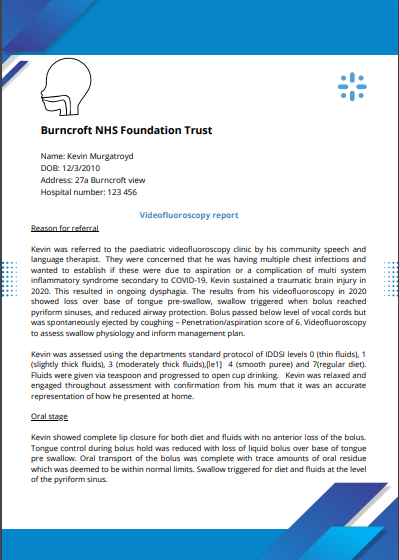 Burncroft NHS Foundation Trust
Name: Kevin Murgatroyd
DOB: 12/3/2010
Address: 27a Burncroft view
Hospital number: 123 456
Videofluoroscopy report
Reason for referral
Kevin was referred to the paediatric videofluoroscopy clinic by his community speech and
language therapist. They were concerned that he was having multiple chest infections and
wanted to establish if these were due to aspiration or a complication of multi system
inflammatory syndrome secondary to COVID-19. Kevin sustained a traumatic brain injury in
2020. This resulted in ongoing dysphagia. The results from his videofluoroscopy in 2020
showed loss over base of tongue pre-swallow, swallow triggered when bolus reached
pyriform sinuses, and reduced airway protection. Bolus passed below level of vocal cords but
was spontaneously ejected by coughing – Penetration/aspiration score of 6. Videofluoroscopy
to assess swallow physiology and inform management plan.
Kevin was assessed using the departments standard protocol of IDDSI levels 0 (thin fluids), 1
(slightly thick fluids), 3 (moderately thick fluids),[le1] 4 (smooth puree) and 7(regular diet).
Fluids were given via teaspoon and progressed to open cup drinking. Kevin was relaxed and
engaged throughout assessment with confirmation from his mum that it was an accurate
representation of how he presented at home.
Oral stage
Kevin showed complete lip closure for both diet and fluids with no anterior loss of the bolus.
Tongue control during bolus hold was reduced with loss of liquid bolus over base of tongue
pre swallow. Oral transport of the bolus was complete with trace amounts of oral residue
which was deemed to be within normal limits. Swallow triggered for diet and fluids at the level
of the pyriform sinus.